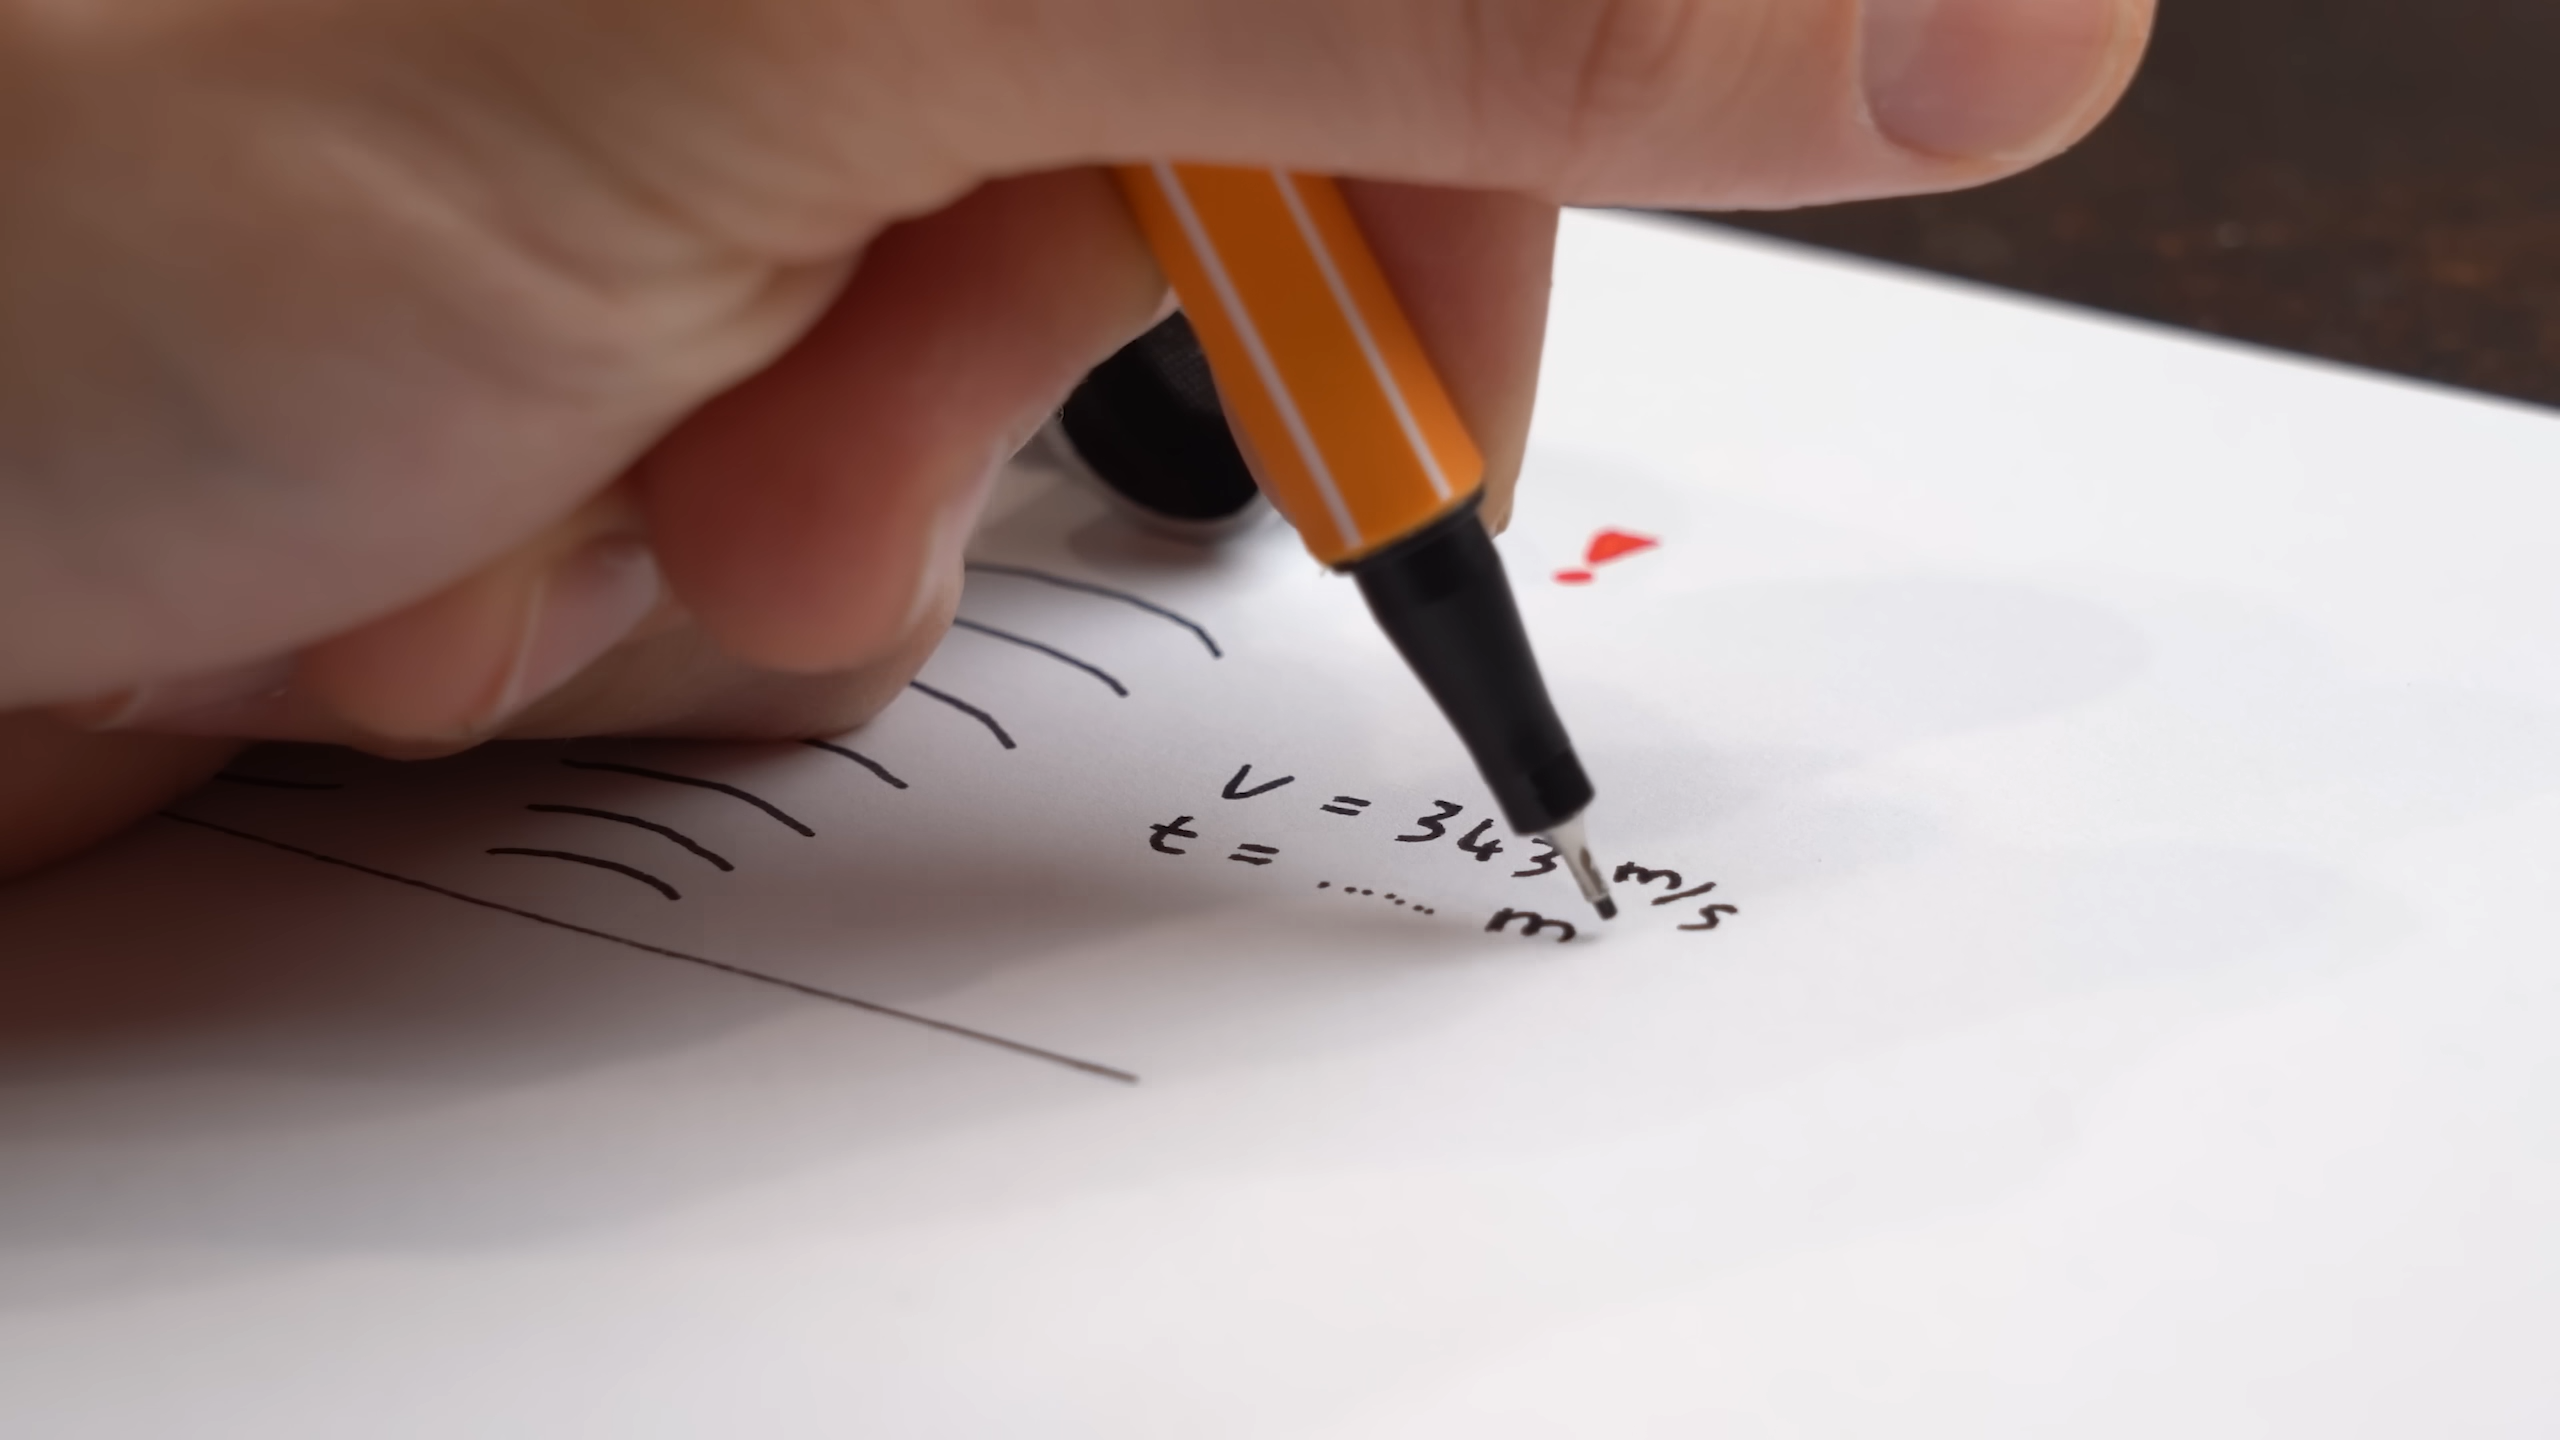 v = 343 m/s
t = ...... m